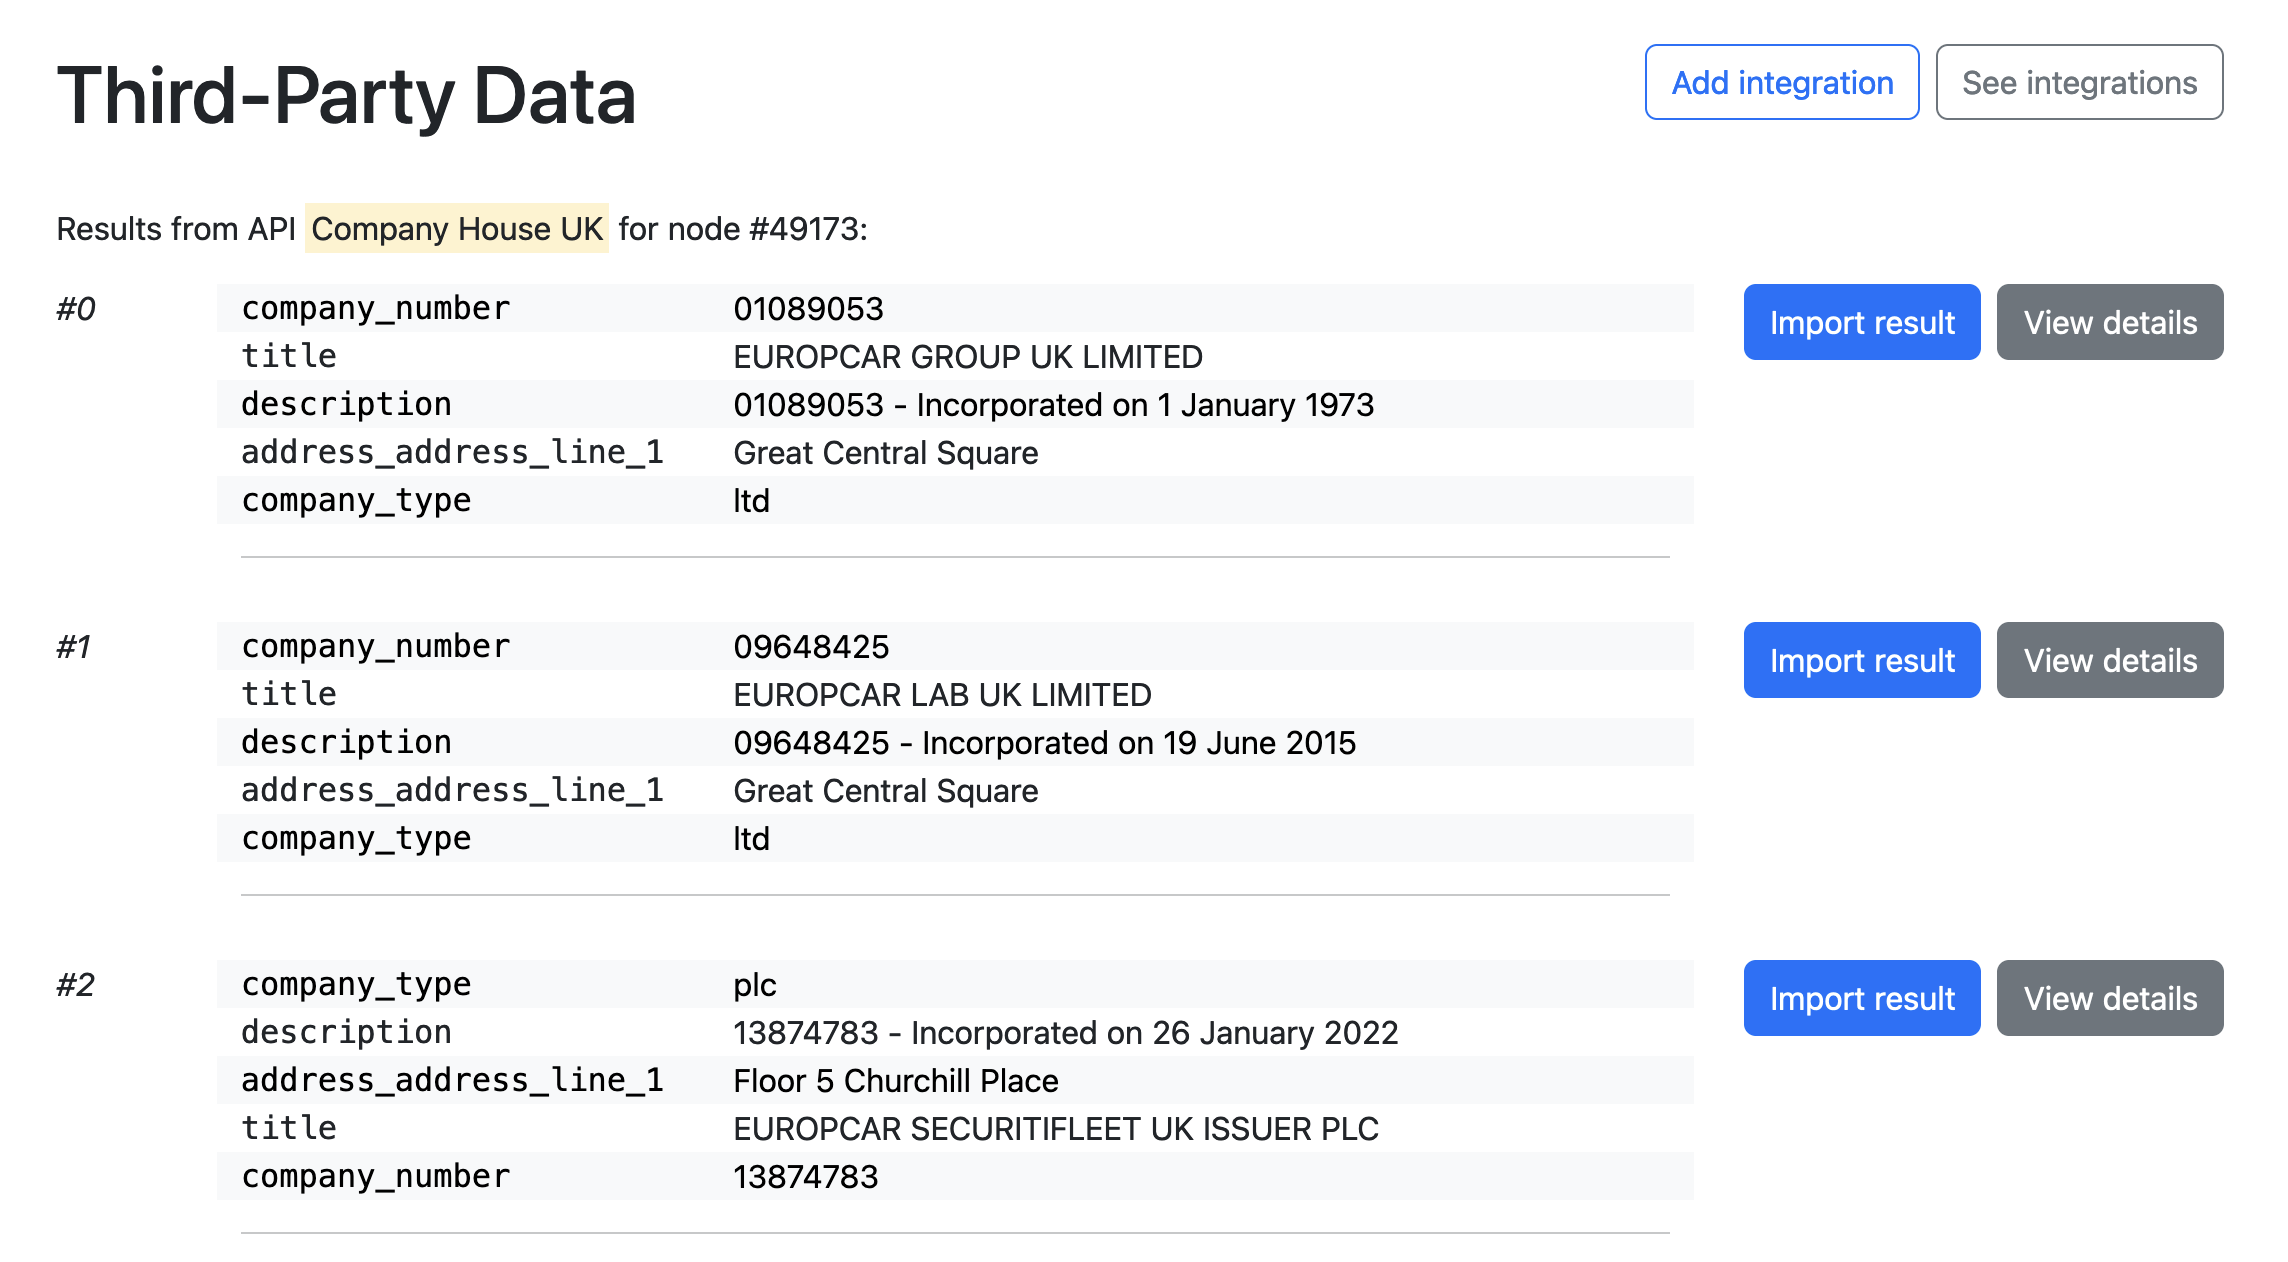 Third-Party Data
Add integration
See integrations
Results from API Company House UK for node #49173:
#0
company_number 01089053
title EUROPCAR GROUP UK LIMITED
description 01089053 - Incorporated on 1 January 1973
address_address_line_1 Great Central Square
company_type ltd
Import result
View details
#1
company_number 09648425
title EUROPCAR LAB UK LIMITED
description 09648425 - Incorporated on 19 June 2015
address_address_line_1 Great Central Square
company_type ltd
Import result
View details
#2
company_type plc
description 13874783 - Incorporated on 26 January 2022
address_address_line_1 Floor 5 Churchill Place
title EUROPCAR SECURITIFLEET UK ISSUER PLC
company_number 13874783
Import result
View details